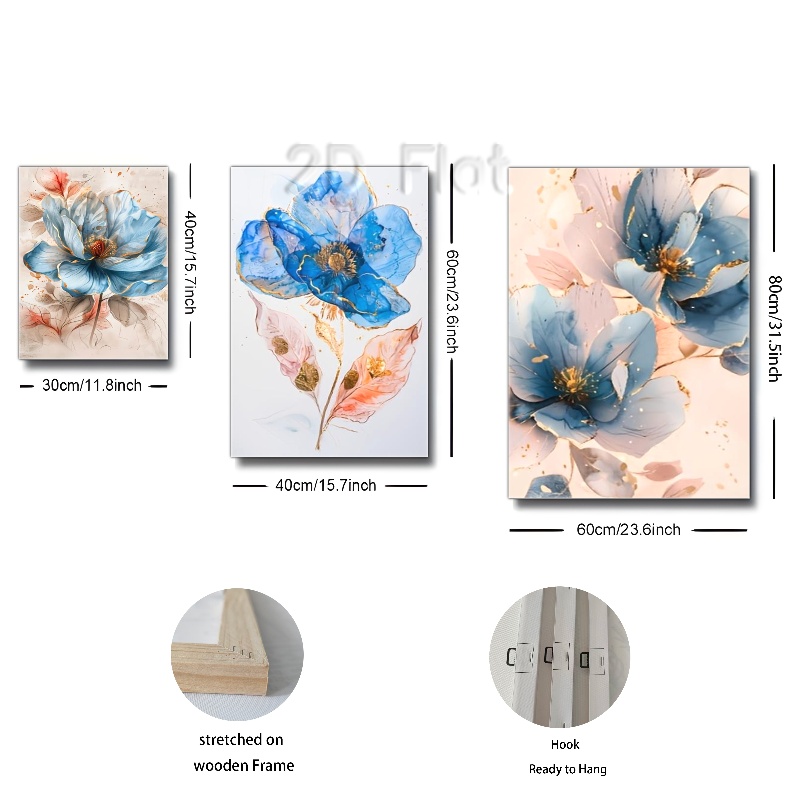 2D Flat
40cm/15.7inch
30cm/11.8inch
60cm/23.6inch
40cm/15.7inch
80cm/31.5inch
60cm/23.6inch
stretched on
wooden Frame
Hook
Ready to Hang